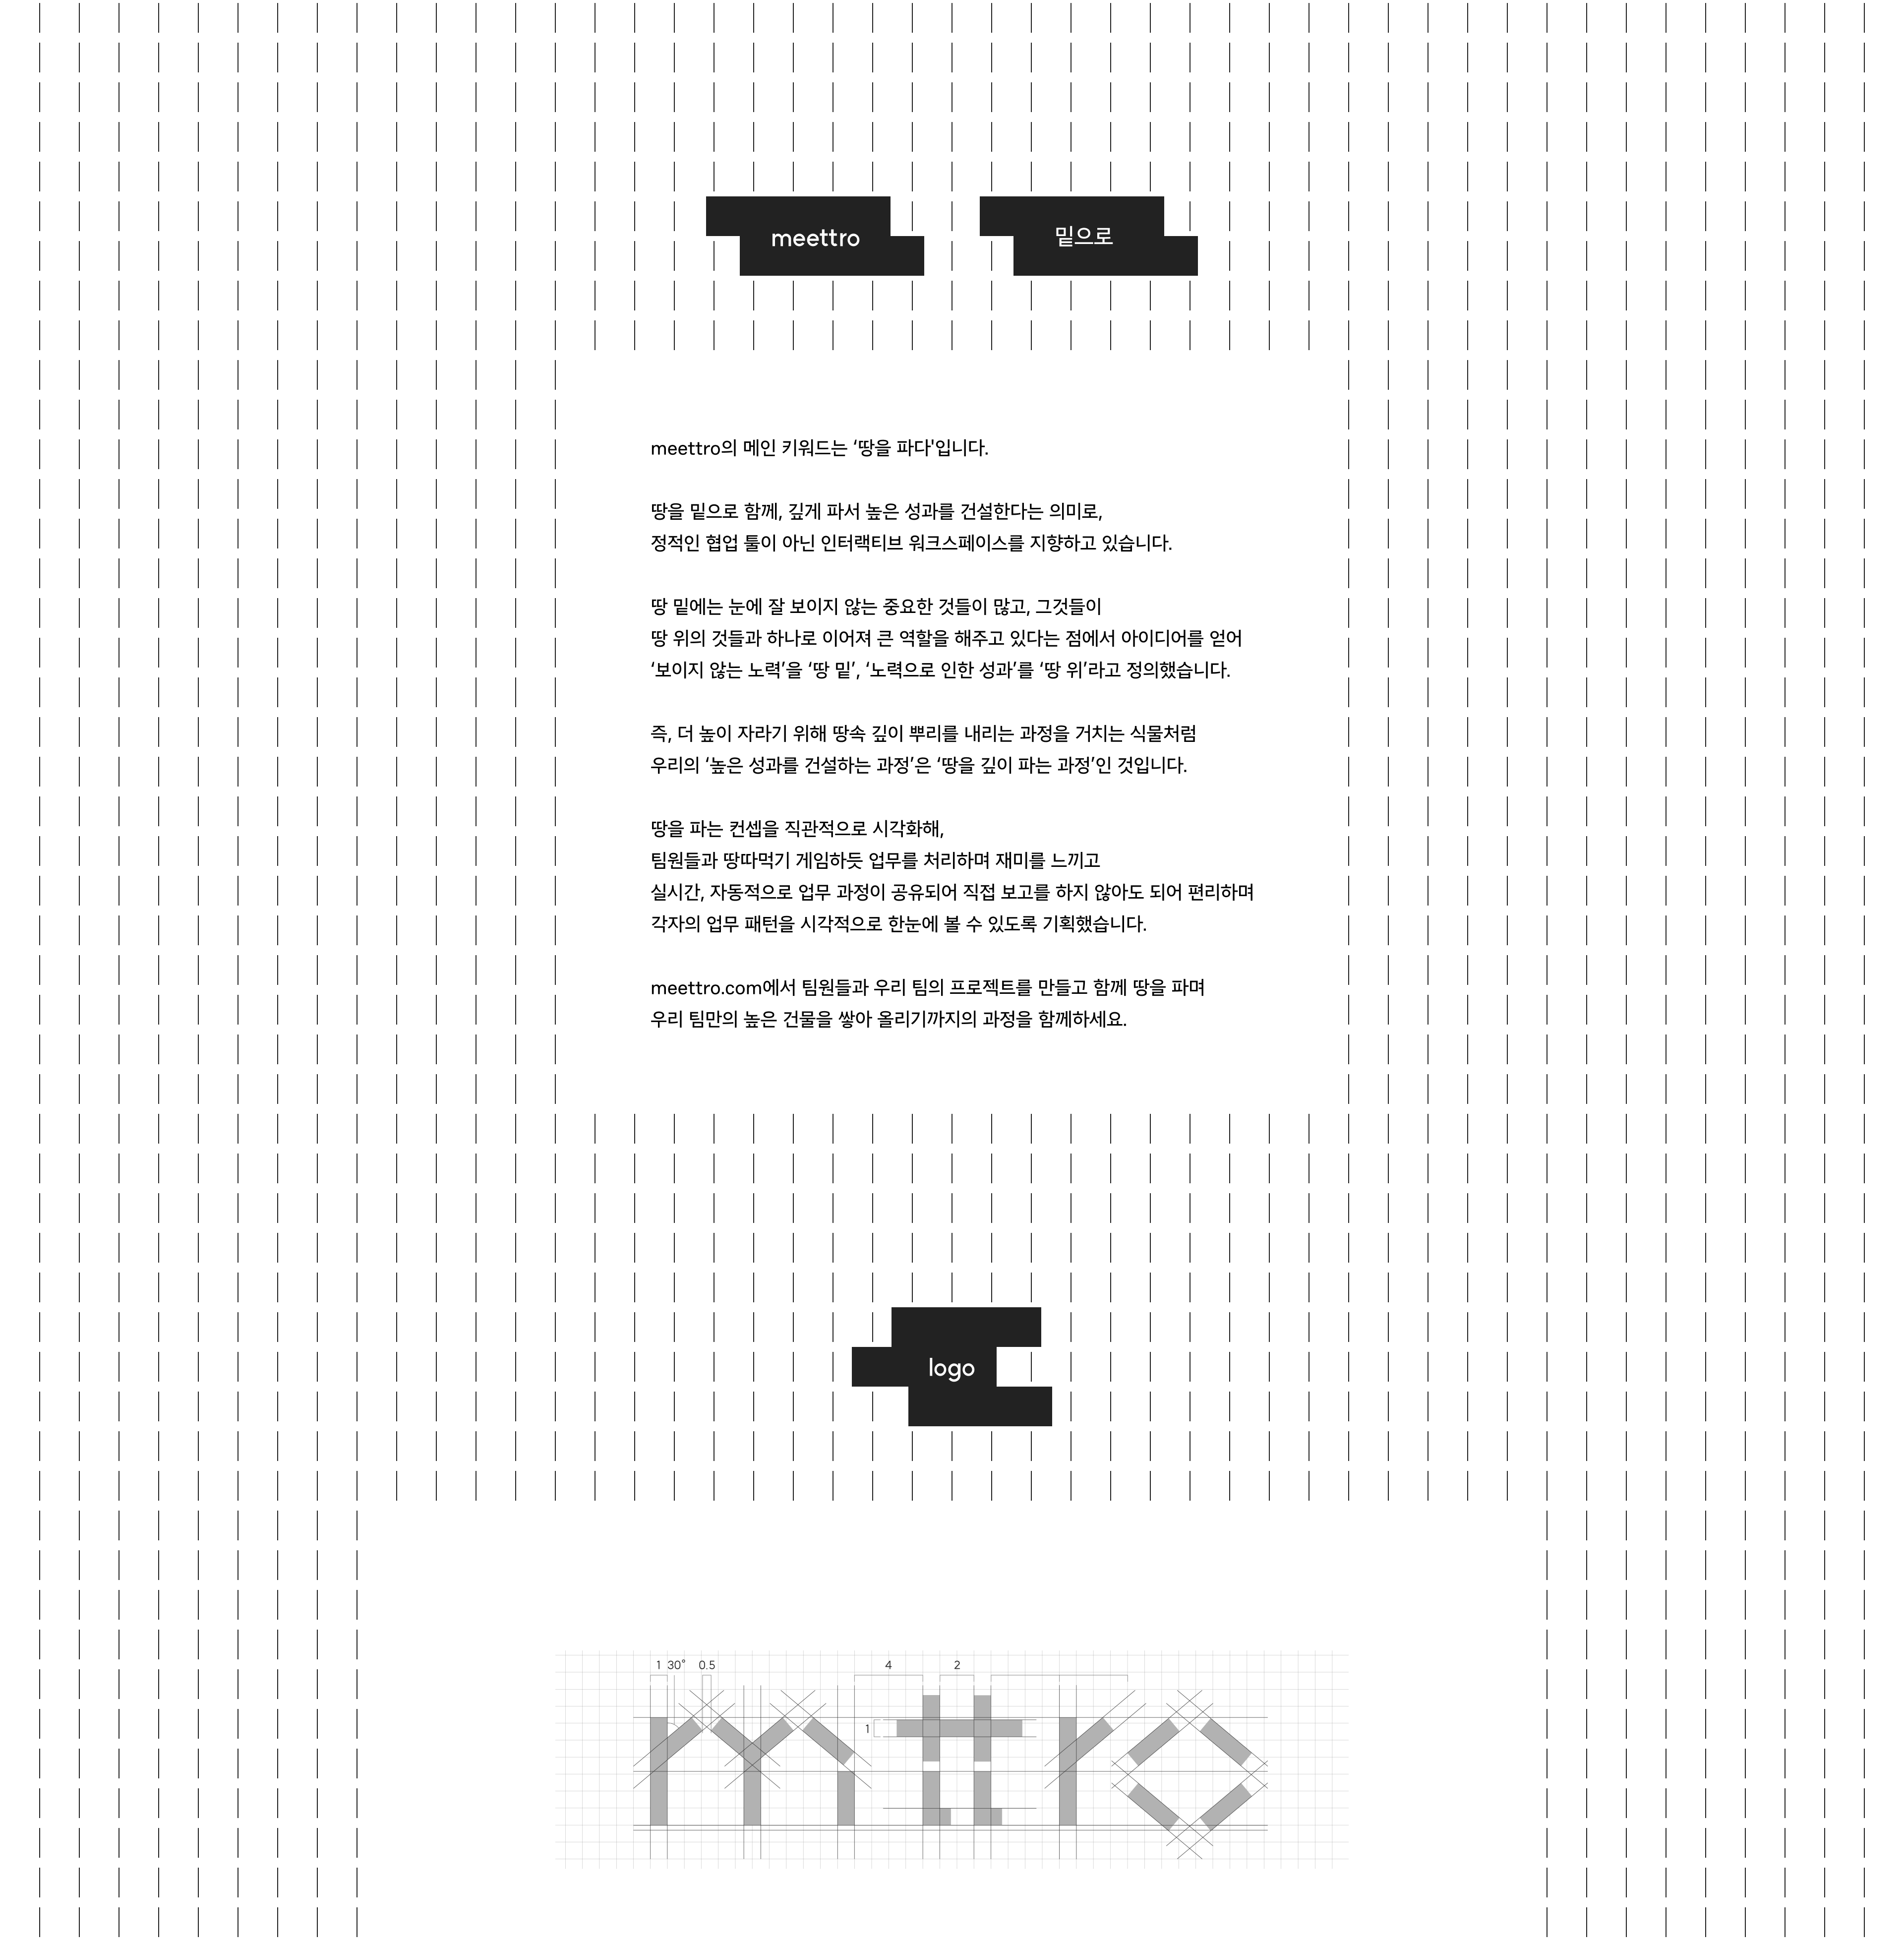 meettro
밑으로
meettro의 메인 키워드는 ‘땅을 파다'입니다.
땅을 밑으로 함께, 깊게 파서 높은 성과를 건설한다는 의미로,
정적인 협업 툴이 아닌 인터랙티브 워크스페이스를 지향하고 있습니다.
땅 밑에는 눈에 잘 보이지 않는 중요한 것들이 많고, 그것들이
땅 위의 것들과 하나로 이어져 큰 역할을 해주고 있다는 점에서 아이디어를 얻어
‘보이지 않는 노력’을 ‘땅 밑’, ‘노력으로 인한 성과’를 ‘땅 위’라고 정의했습니다.
즉, 더 높이 자라기 위해 땅속 깊이 뿌리를 내리는 과정을 거치는 식물처럼
우리의 ‘높은 성과를 건설하는 과정’은 ‘땅을 깊이 파는 과정’인 것입니다.
땅을 파는 컨셉을 직관적으로 시각화해,
팀원들과 땅따먹기 게임하듯 업무를 처리하며 재미를 느끼고
실시간, 자동적으로 업무 과정이 공유되어 직접 보고를 하지 않아도 되어 편리하며
각자의 업무 패턴을 시각적으로 한눈에 볼 수 있도록 기획했습니다.
meettro.com에서 팀원들과 우리 팀의 프로젝트를 만들고 함께 땅을 파며
우리 팀만의 높은 건물을 쌓아 올리기까지의 과정을 함께하세요.
logo
1 30° 0.5 4 2
1
mttro